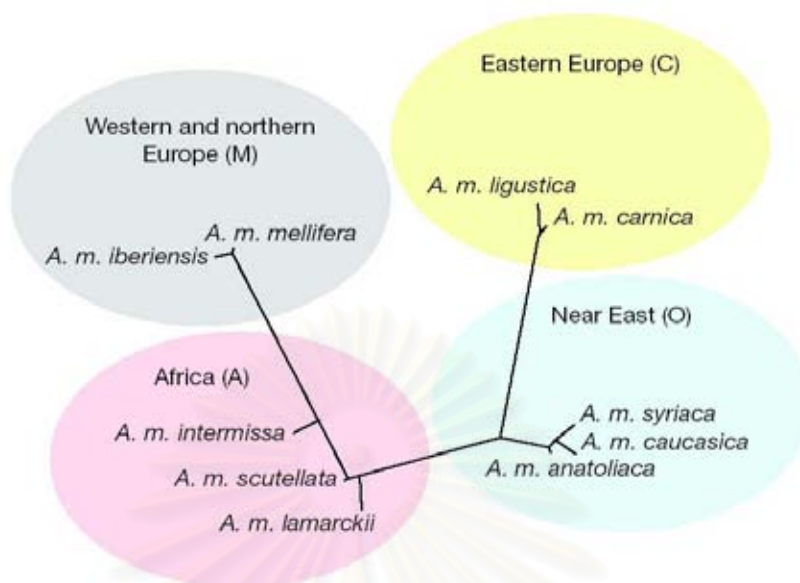 Western and northern
Europe (M)
A. m. mellifera
A. m. iberiensis
Eastern Europe (C)
A. m. ligustica
A. m. carnica
Africa (A)
A. m. intermissa
A. m. scutellata
A. m. lamarckii
Near East (O)
A. m. syriaca
A. m. caucasica
A. m. anatoliaca